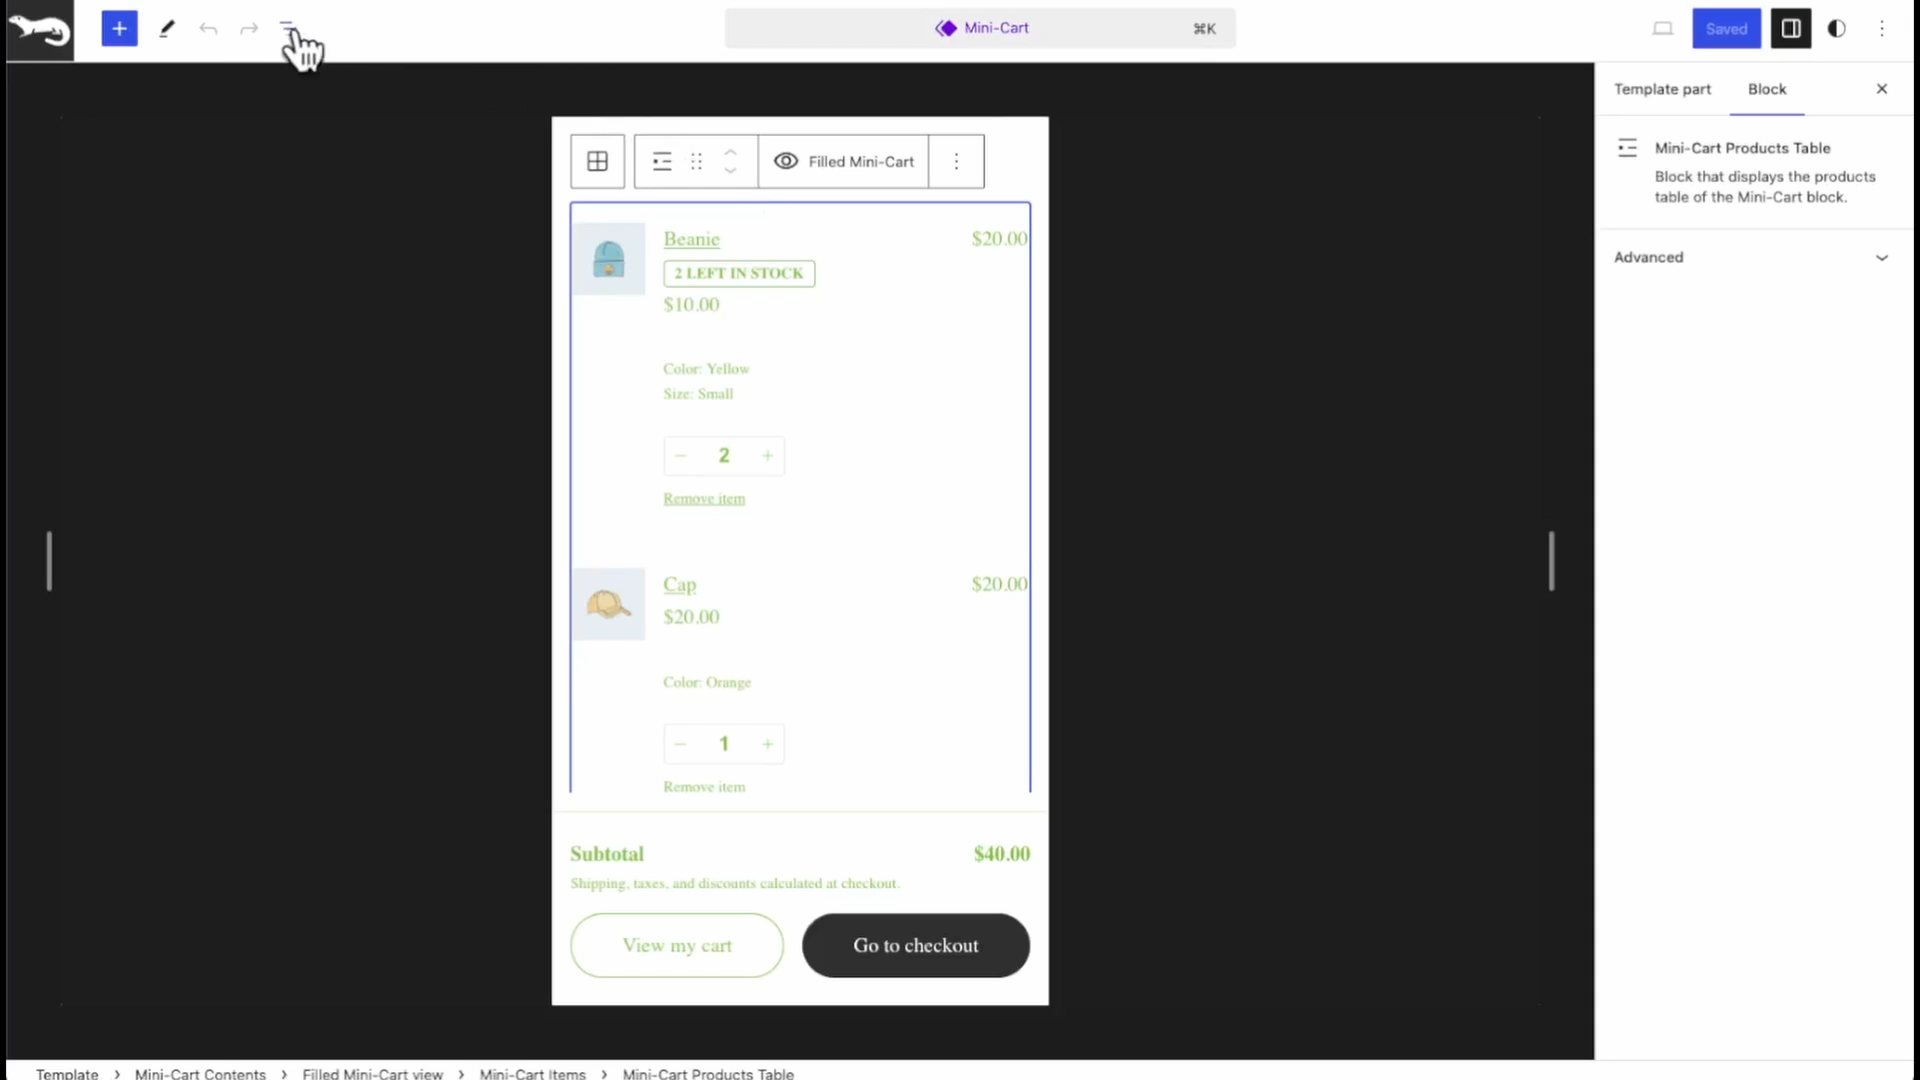 Mini-Cart
⌘K
Saved
Template part
Block
Filled Mini-Cart
Mini-Cart Products Table
Block that displays the products
table of the Mini-Cart block.
Advanced
Beanie
$20.00
2 LEFT IN STOCK
$10.00
Color: Yellow
Size: Small
− 2 +
Remove item
Cap
$20.00
$20.00
Color: Orange
− 1 +
Remove item
Subtotal
$40.00
Shipping, taxes, and discounts calculated at checkout.
View my cart
Go to checkout
Template > Mini-Cart Contents > Filled Mini-Cart view > Mini-Cart Items > Mini-Cart Products Table